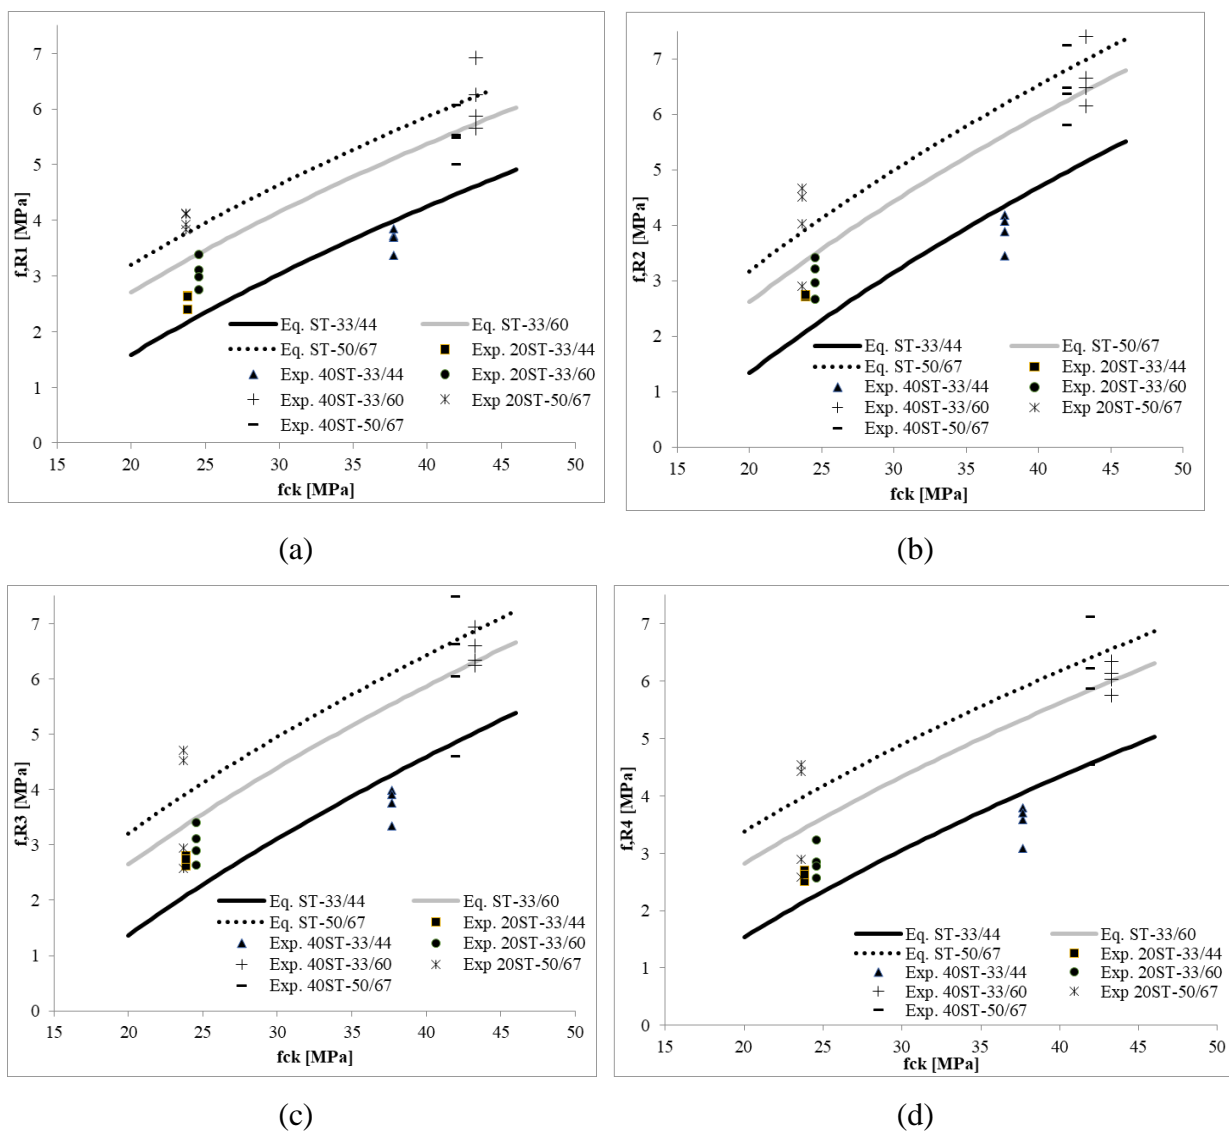 7
6
5
4
3
2
1
0
f,R1 [MPa]
Eq. ST-33/44 Eq. ST-33/60
Eq. ST-50/67 Exp. 20ST-33/44
Exp. 40ST-33/44 Exp. 20ST-33/60
Exp. 40ST-33/60 Exp 20ST-50/67
Exp. 40ST-50/67
15 20 25 30 35 40 45 50
fck [MPa]
(a)
7
6
5
4
3
2
1
0
f,R2 [MPa]
Eq. ST-33/44 Eq. ST-50/67
Eq. ST-50/67 Exp. 20ST-33/44
Exp. 40ST-33/44 Exp. 20ST-33/60
Exp. 40ST-33/60 Exp 20ST-50/67
Exp. 40ST-50/67
15 20 25 30 35 40 45 50
fck [MPa]
(b)
7
6
5
4
3
2
1
0
f,R3 [MPa]
Eq. ST-33/44 Eq. ST-33/60
Eq. ST-50/67 Exp. 20ST-33/44
Exp. 40ST-33/44 Exp. 20ST-33/60
Exp. 40ST-33/60 Exp 20ST-50/67
Exp. 40ST-50/67
15 20 25 30 35 40 45 50
fck [MPa]
(c)
7
6
5
4
3
2
1
0
f,R4 [MPa]
Eq. ST-33/44 Eq. ST-33/60
Eq. ST-50/67 Exp. 20ST-33/44
Exp. 40ST-33/44 Exp. 20ST-33/60
Exp. 40ST-33/60 Exp 20ST-50/67
Exp. 40ST-50/67
15 20 25 30 35 40 45 50
fck [MPa]
(d)